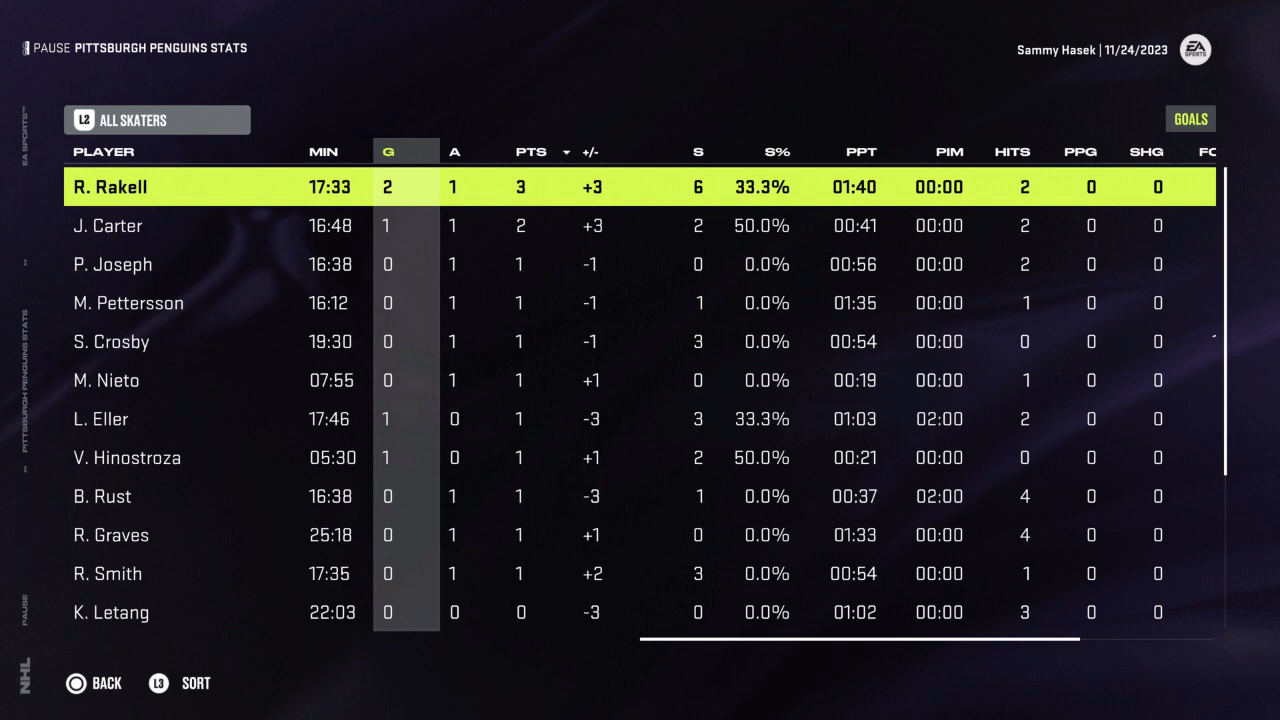 PAUSE PITTSBURGH PENGUINS STATS
Sammy Hasek | 11/24/2023
EA SPORTS
L2 ALL SKATERS
GOALS
PLAYER MIN G A PTS +/- S S% PPT PIM HITS PPG SHG
R. Rakell 17:33 2 1 3 +3 6 33.3% 01:40 00:00 2 0 0
J. Carter 16:48 1 1 2 +3 2 50.0% 00:41 00:00 2 0 0
P. Joseph 16:38 0 1 1 -1 0 0.0% 00:56 00:00 2 0 0
M. Pettersson 16:12 0 1 1 -1 1 0.0% 01:35 00:00 1 0 0
S. Crosby 19:30 0 1 1 -1 3 0.0% 00:54 00:00 0 0 0
M. Nieto 07:55 0 1 1 +1 0 0.0% 00:19 00:00 1 0 0
L. Eller 17:46 1 0 1 -3 3 33.3% 01:03 02:00 2 0 0
V. Hinostroza 05:30 1 0 1 +1 2 50.0% 00:21 00:00 0 0 0
B. Rust 16:38 0 1 1 -3 1 0.0% 00:37 02:00 4 0 0
R. Graves 25:18 0 1 1 +1 0 0.0% 01:33 00:00 4 0 0
R. Smith 17:35 0 1 1 +2 3 0.0% 00:54 00:00 1 0 0
K. Letang 22:03 0 0 0 -3 0 0.0% 01:02 00:00 3 0 0
BACK L3 SORT
NHL PAUSE >> PITTSBURGH PENGUINS STATS >> EA SPORTS™